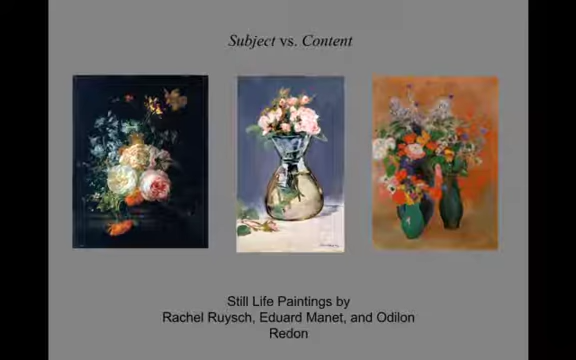 Subject vs. Content
Still Life Paintings by
Rachel Ruysch, Eduard Manet, and Odilon
Redon